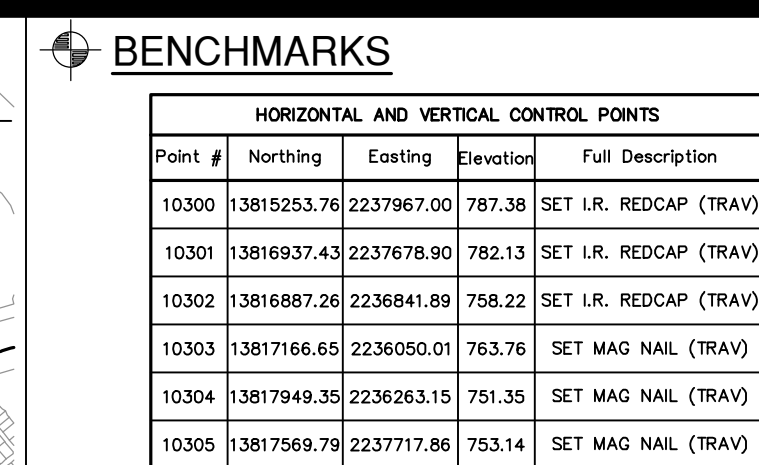 BENCHMARKS
HORIZONTAL AND VERTICAL CONTROL POINTS
Point # Northing Easting Elevation Full Description
10300 13815253.76 2237967.00 787.38 SET I.R. REDCAP (TRAV)
10301 13816937.43 2237678.90 782.13 SET I.R. REDCAP (TRAV)
10302 13816887.26 2236841.89 758.22 SET I.R. REDCAP (TRAV)
10303 13817166.65 2236050.01 763.76 SET MAG NAIL (TRAV)
10304 13817949.35 2236263.15 751.35 SET MAG NAIL (TRAV)
10305 13817569.79 2237717.86 753.14 SET MAG NAIL (TRAV)